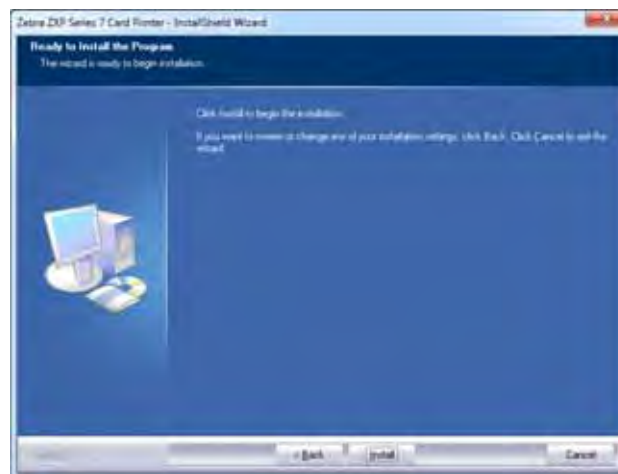 Zebra ZXP Series 7 Card Printer - InstallShield Wizard
Ready to Install the Program
The wizard is ready to begin installation.
Click Install to begin the installation.
If you want to review or change any of your installation settings, click Back. Click Cancel to exit the
wizard.
< Back
Install
Cancel